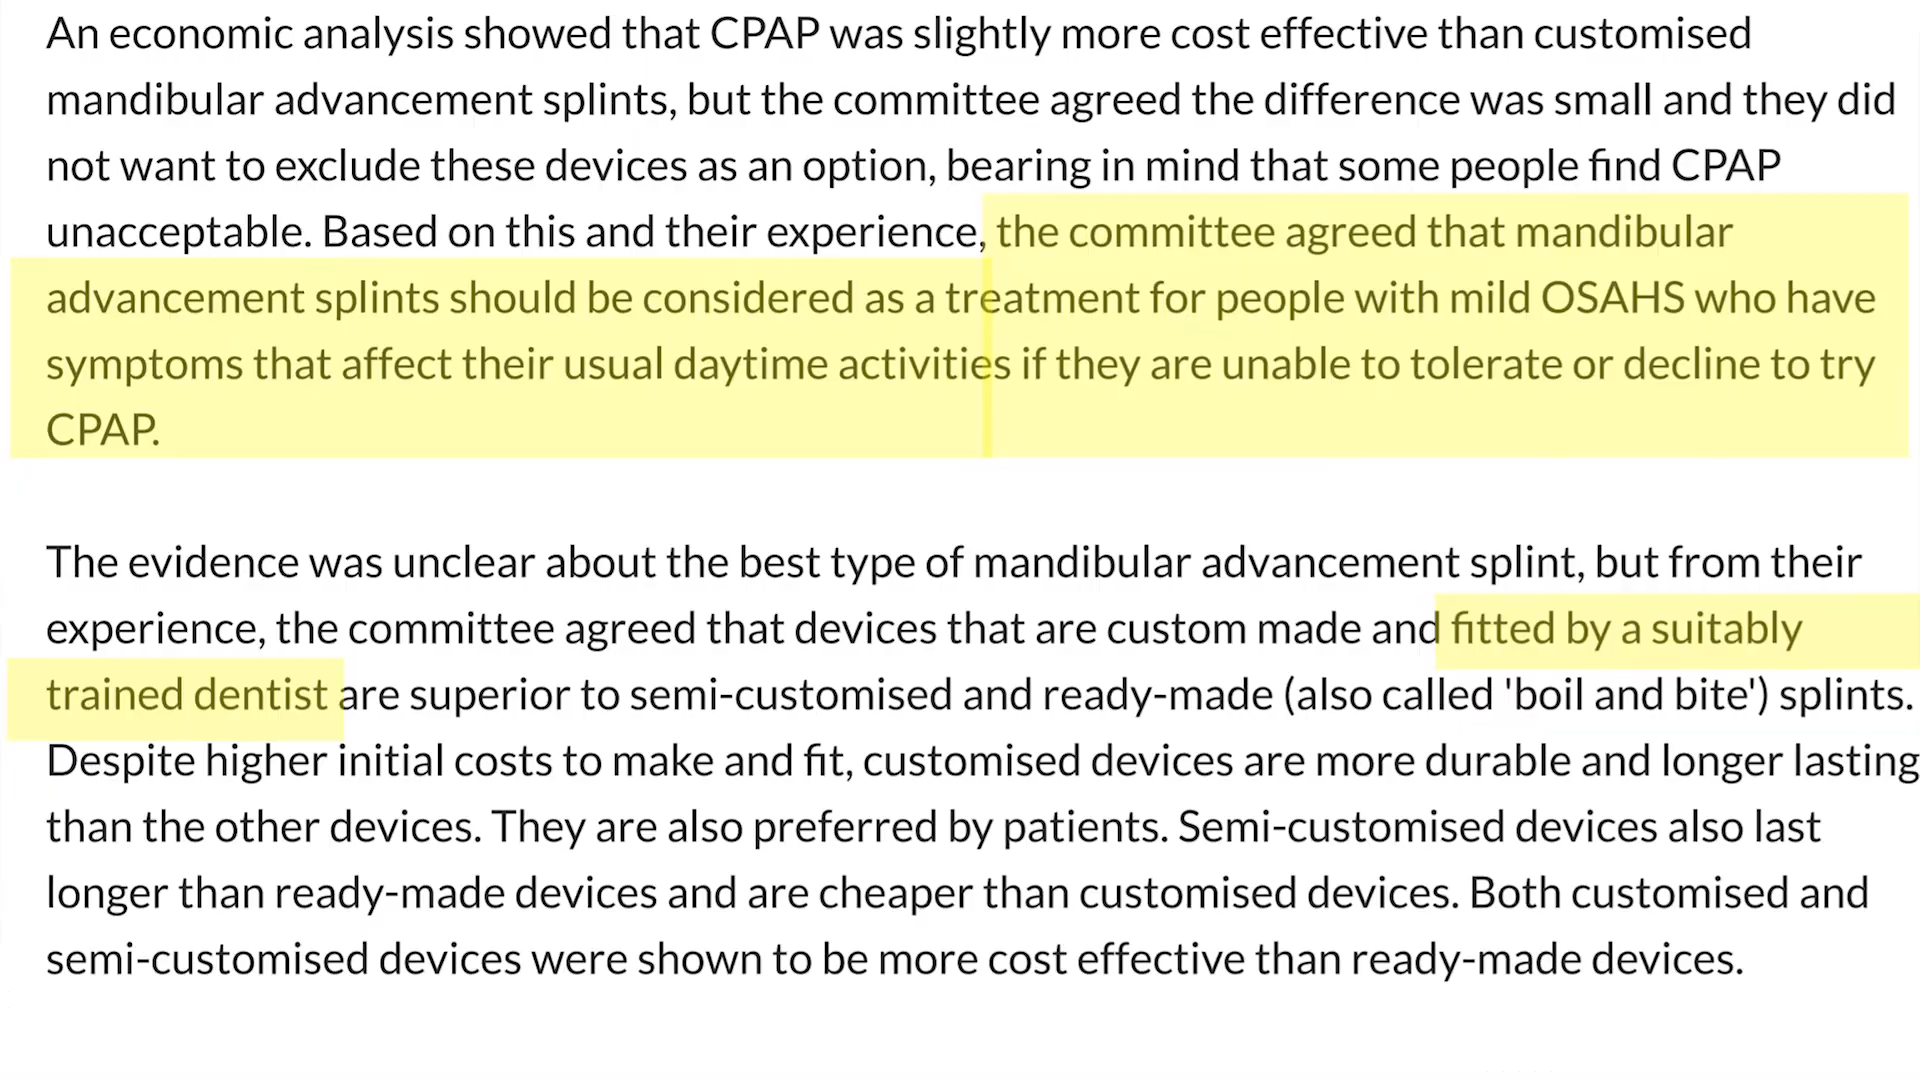 An economic analysis showed that CPAP was slightly more cost effective than customised
mandibular advancement splints, but the committee agreed the difference was small and they did
not want to exclude these devices as an option, bearing in mind that some people find CPAP
unacceptable. Based on this and their experience, the committee agreed that mandibular
advancement splints should be considered as a treatment for people with mild OSAHS who have
symptoms that affect their usual daytime activities if they are unable to tolerate or decline to try
CPAP.
The evidence was unclear about the best type of mandibular advancement splint, but from their
experience, the committee agreed that devices that are custom made and fitted by a suitably
trained dentist are superior to semi-customised and ready-made (also called 'boil and bite') splints.
Despite higher initial costs to make and fit, customised devices are more durable and longer lasting
than the other devices. They are also preferred by patients. Semi-customised devices also last
longer than ready-made devices and are cheaper than customised devices. Both customised and
semi-customised devices were shown to be more cost effective than ready-made devices.